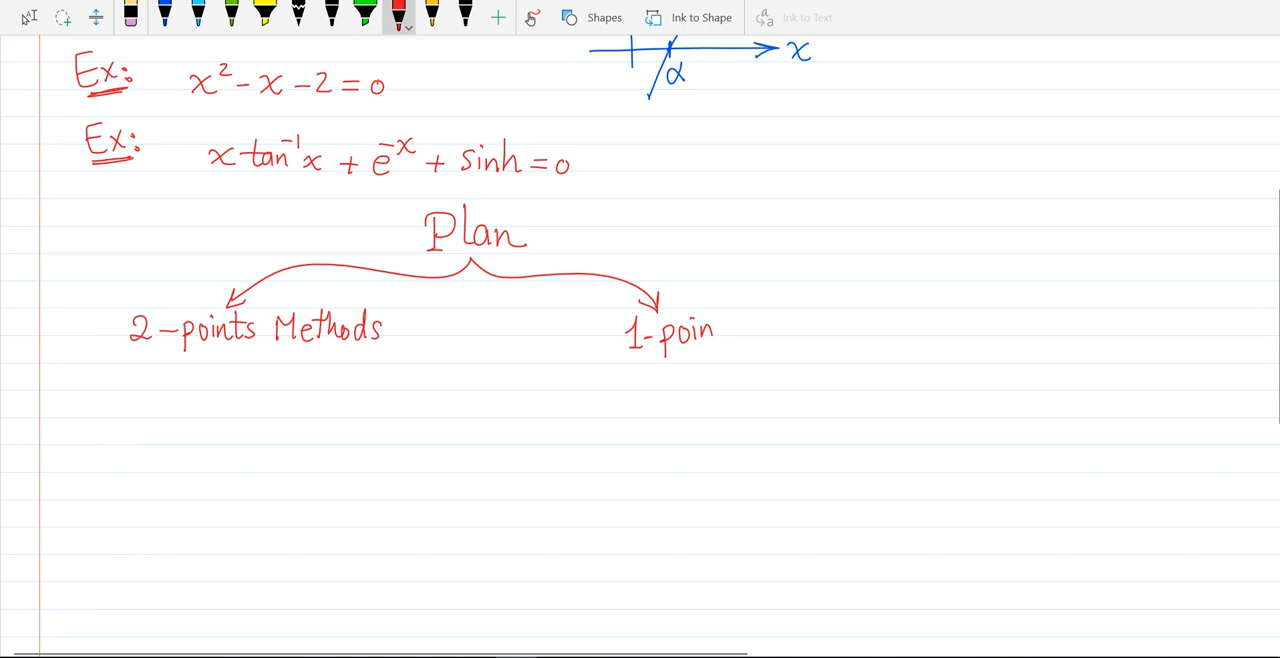 Shapes
Ink to Shape
Ink to Text
x
α
Ex: x² - x - 2 = 0
Ex: x tan⁻¹x + e⁻ˣ + sinh = 0
Plan
2-points Methods
1-poin